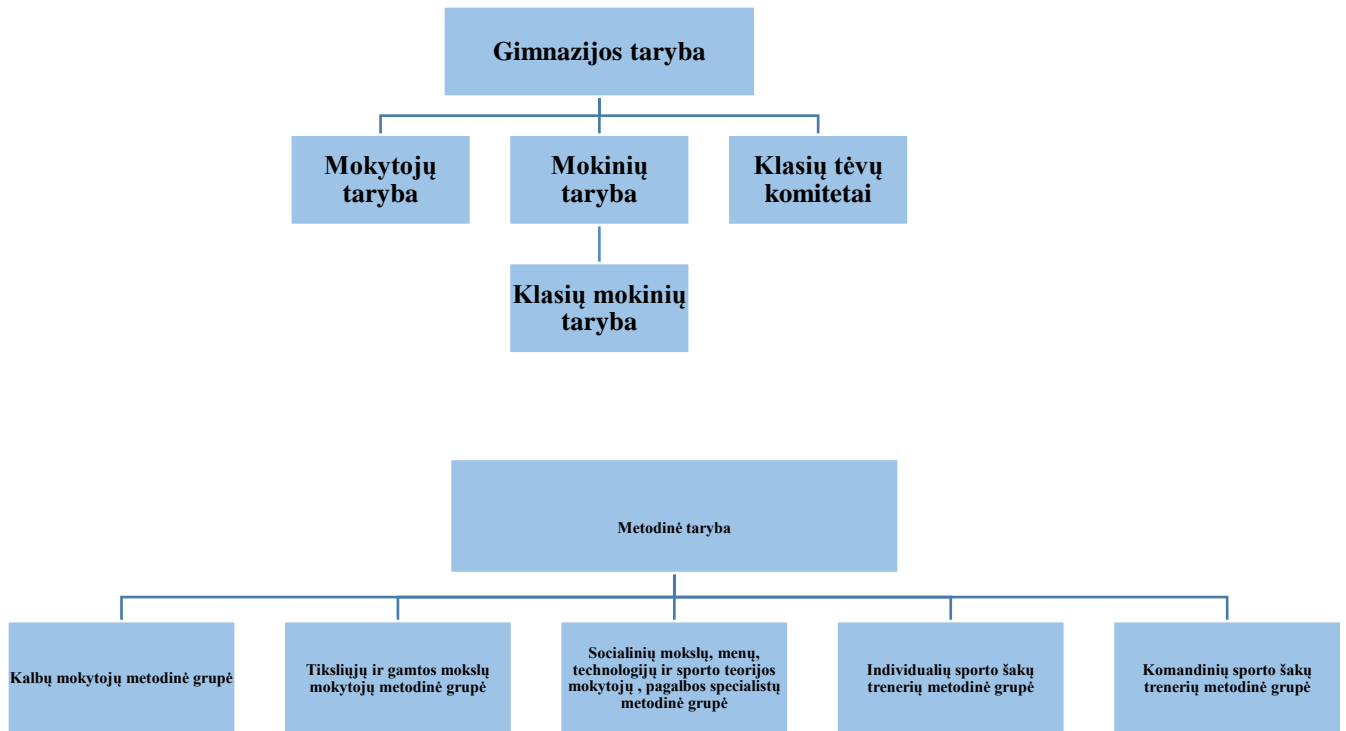 Gimnazijos taryba
Mokytojų
taryba
Mokinių
taryba
Klasių tėvų
komitetai
Klasių mokinių
taryba
Metodinė taryba
Kalbų mokytojų metodinė grupė
Tiksliųjų ir gamtos mokslų
mokytojų metodinė grupė
Socialinių mokslų, menų,
technologijų ir sporto teorijos
mokytojų , pagalbos specialistų
metodinė grupė
Individualių sporto šakų
trenerių metodinė grupė
Komandinių sporto šakų
trenerių metodinė grupė